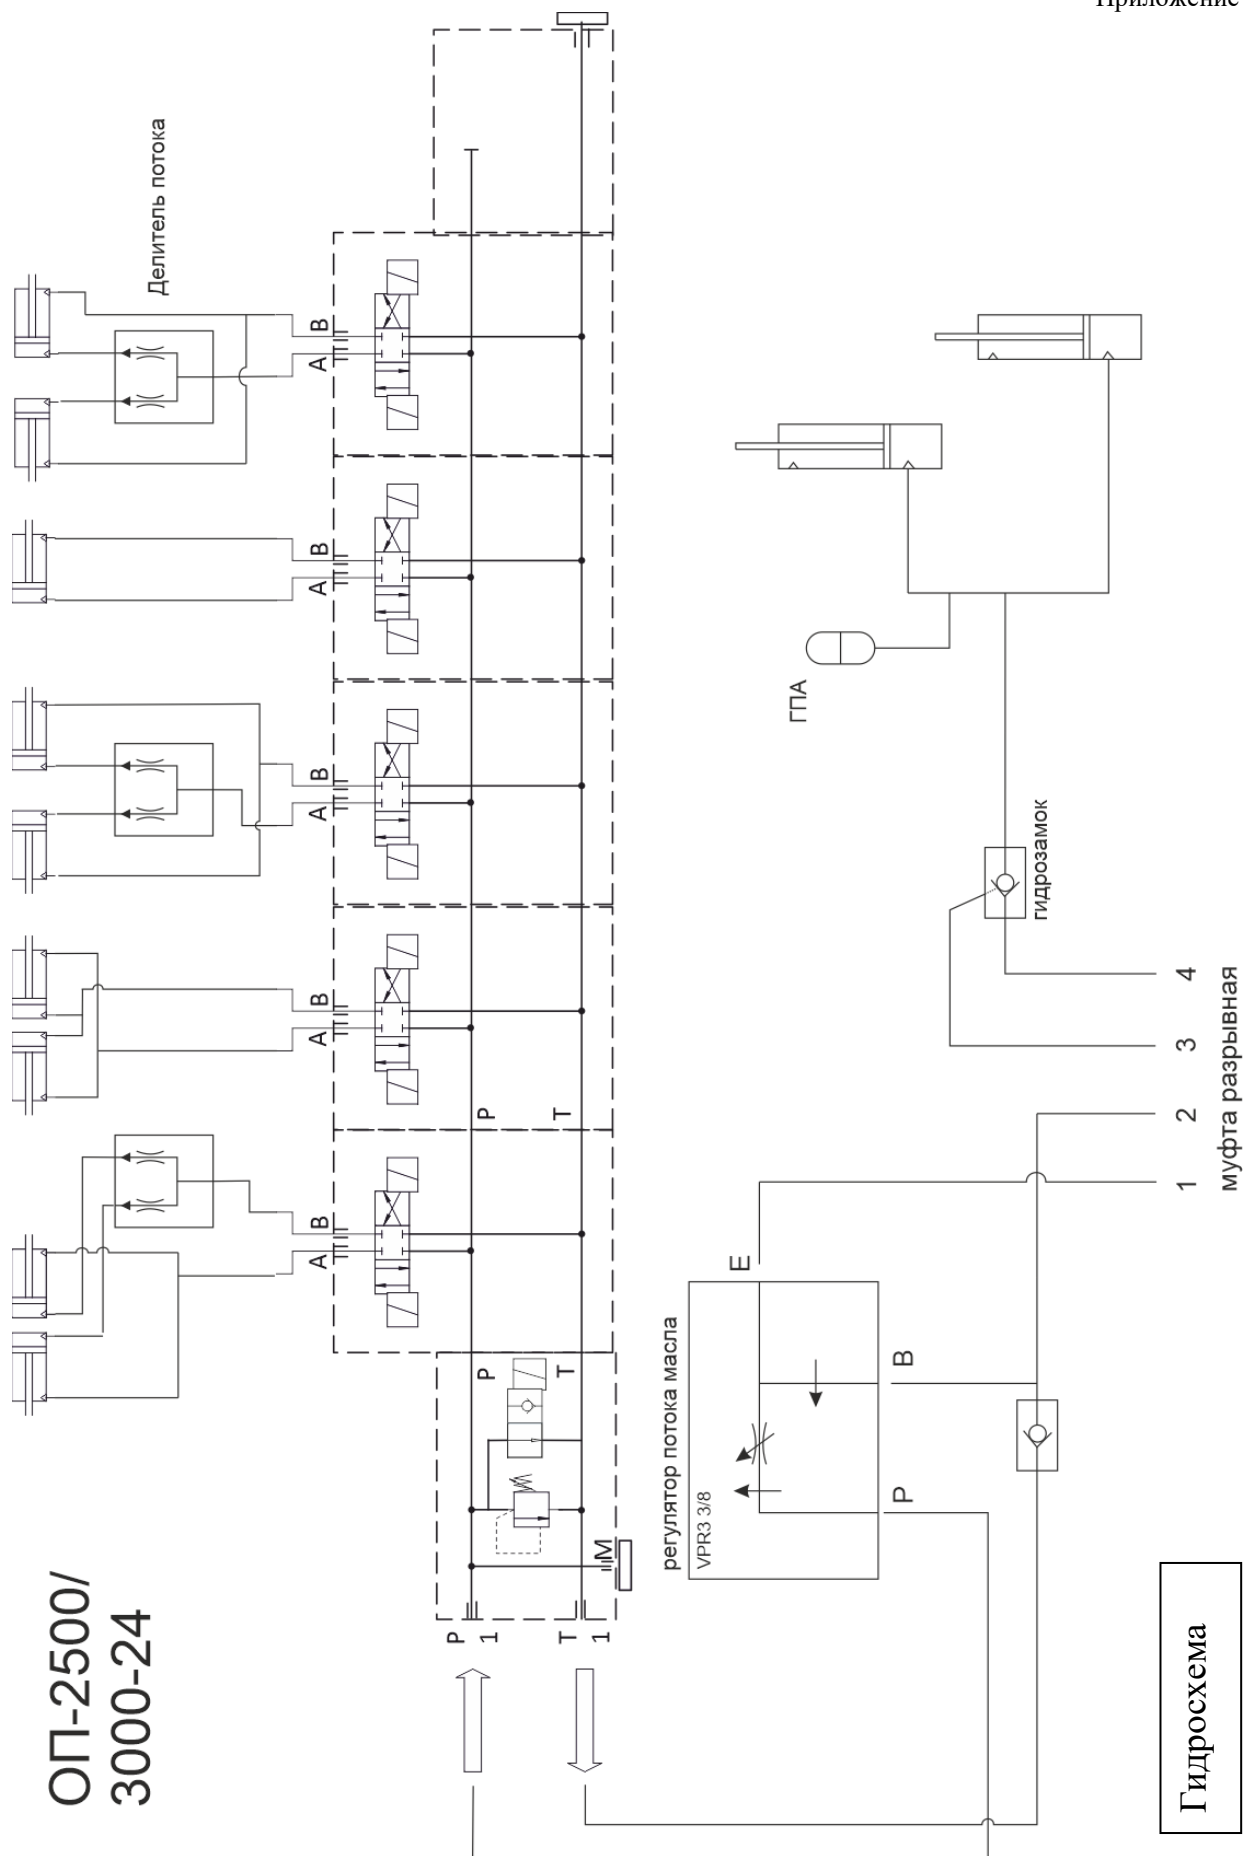 Приложение
ОП-2500/
3000-24
Делитель потока
A B
A B
A B
A B
A B
P
T
P
T
M
P
1
T
1
регулятор потока масла
VPR3 3/8
E
B
P
ГПА
гидрозамок
1 2 3 4
муфта разрывная
Гидросхема